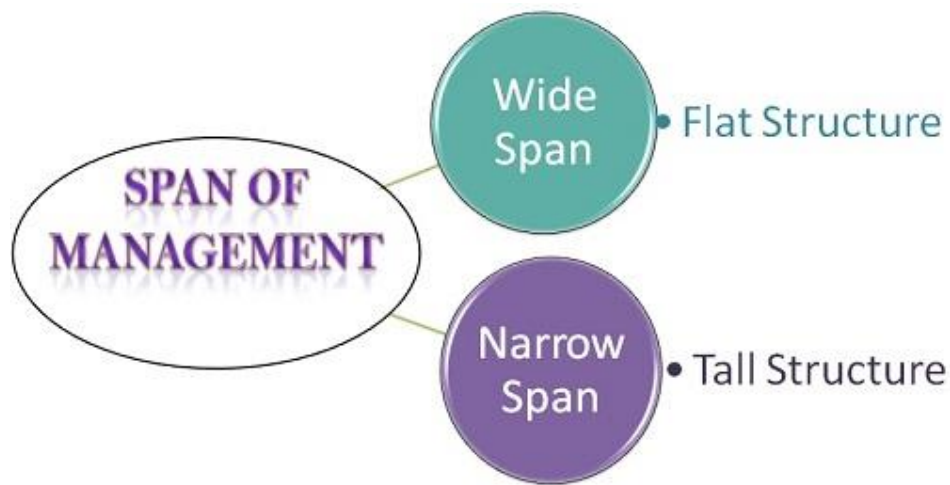 SPAN OF
MANAGEMENT
Wide
Span
• Flat Structure
Narrow
Span
• Tall Structure